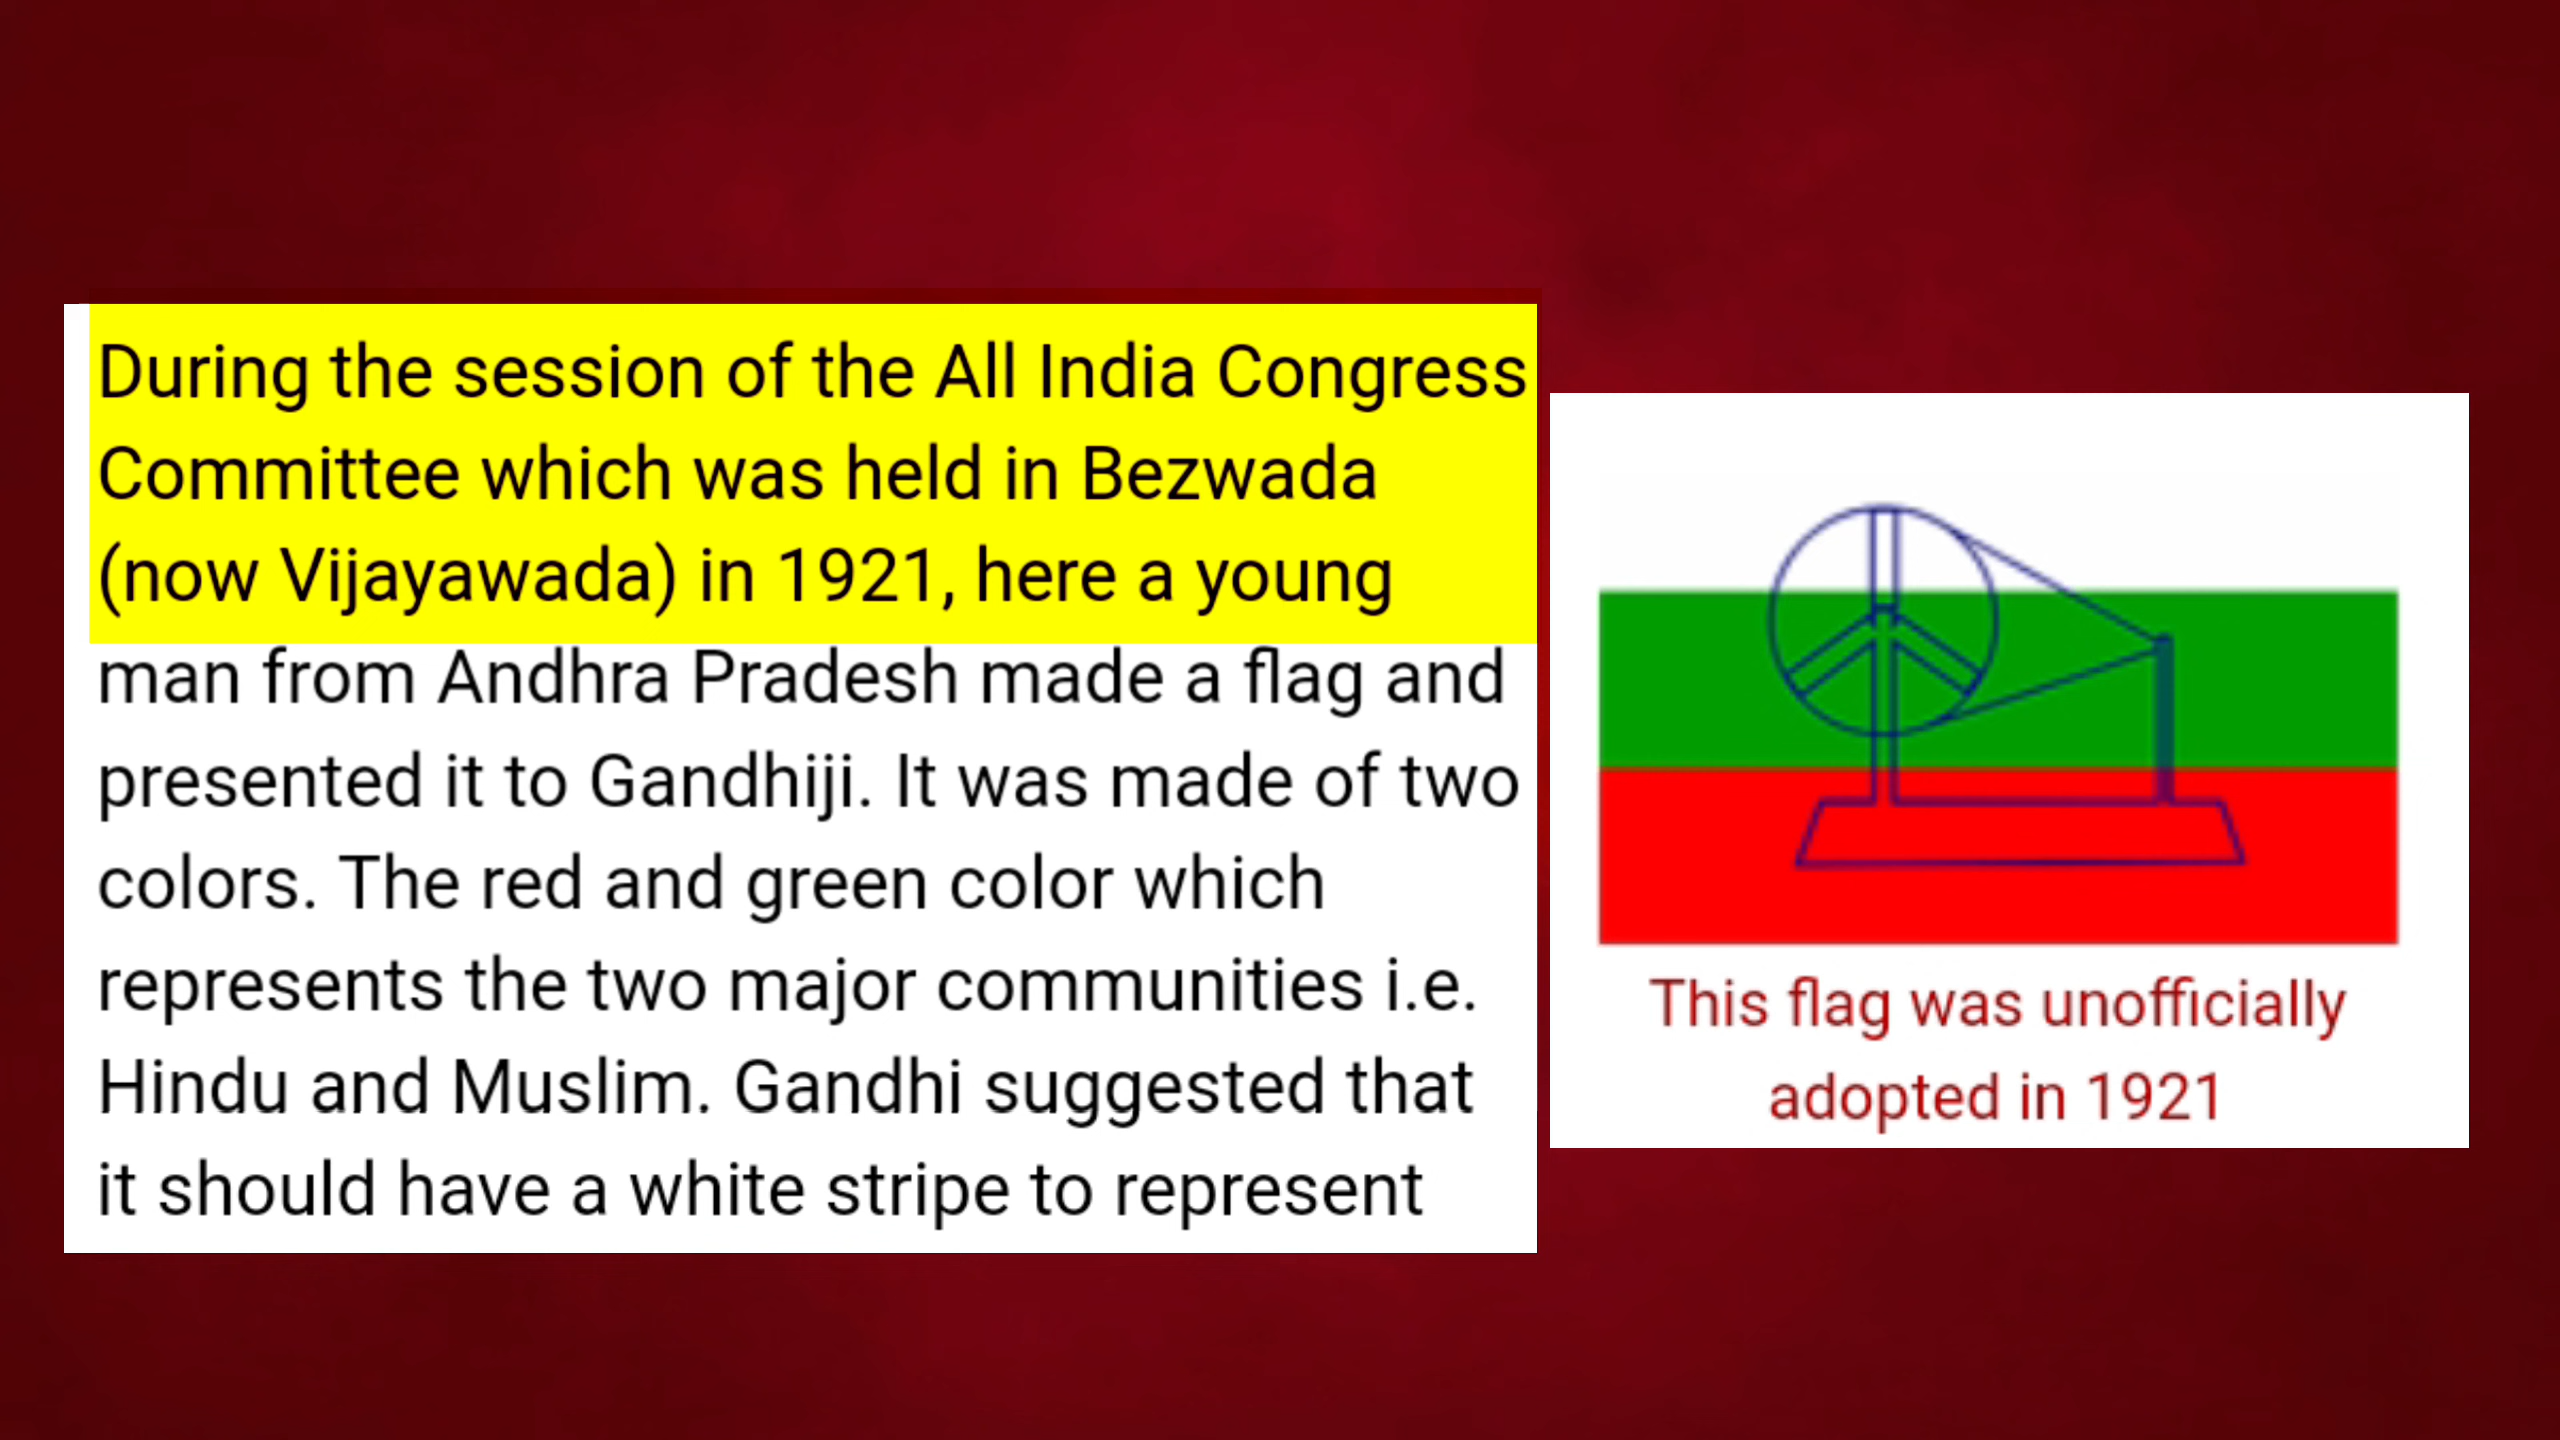 During the session of the All India Congress
Committee which was held in Bezwada
(now Vijayawada) in 1921, here a young
man from Andhra Pradesh made a flag and
presented it to Gandhiji. It was made of two
colors. The red and green color which
represents the two major communities i.e.
Hindu and Muslim. Gandhi suggested that
it should have a white stripe to represent
This flag was unofficially
adopted in 1921